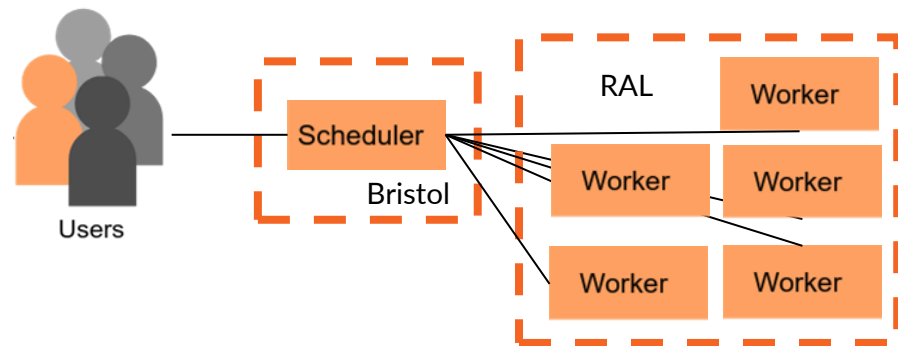 Users
Scheduler
Bristol
RAL
Worker
Worker
Worker
Worker
Worker